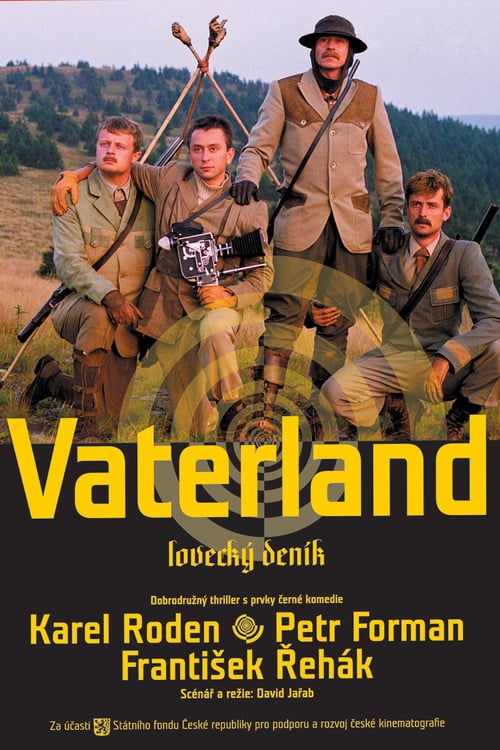 Vaterland
lovecký deník
Dobrodružný thriller s prvky černé komedie
Karel Roden Petr Forman
František Řehák
Scénář a režie: David Jařab
Za účasti Státního fondu České republiky pro podporu a rozvoj české kinematografie